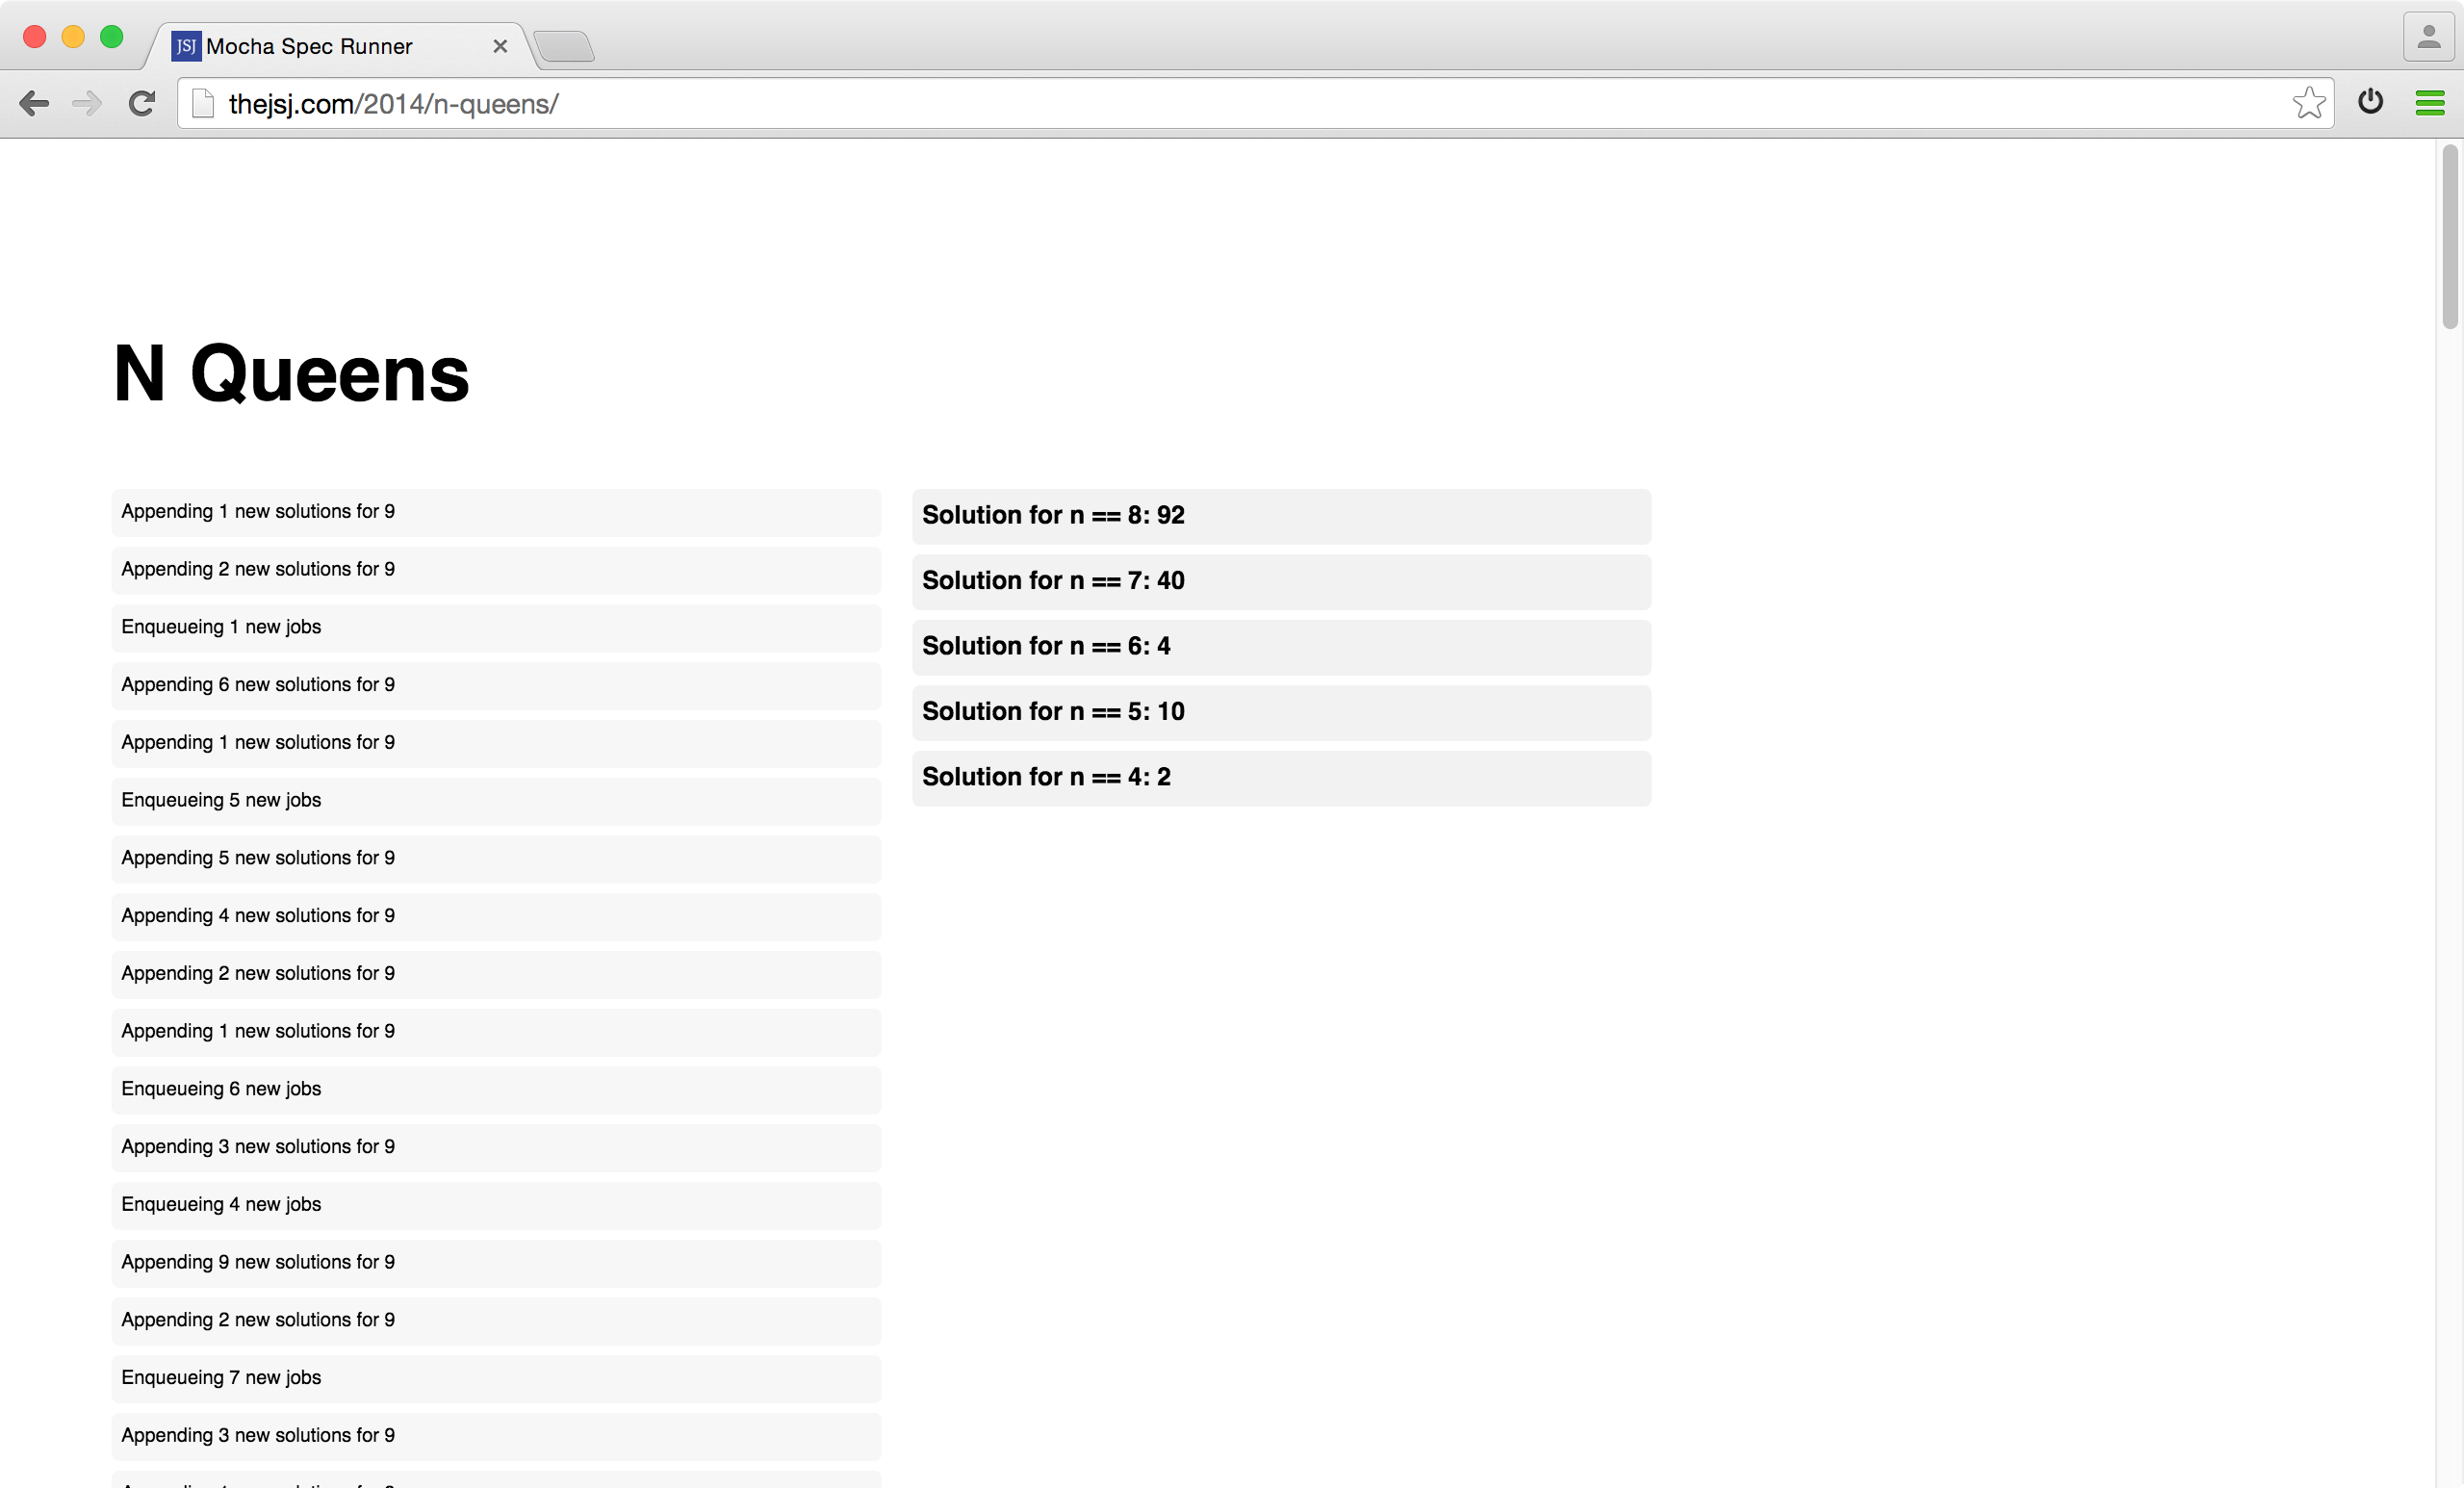 JSJ Mocha Spec Runner
thejsj.com/2014/n-queens/
N Queens
Appending 1 new solutions for 9
Appending 2 new solutions for 9
Enqueueing 1 new jobs
Appending 6 new solutions for 9
Appending 1 new solutions for 9
Enqueueing 5 new jobs
Appending 5 new solutions for 9
Appending 4 new solutions for 9
Appending 2 new solutions for 9
Appending 1 new solutions for 9
Enqueueing 6 new jobs
Appending 3 new solutions for 9
Enqueueing 4 new jobs
Appending 9 new solutions for 9
Appending 2 new solutions for 9
Enqueueing 7 new jobs
Appending 3 new solutions for 9
Solution for n == 8: 92
Solution for n == 7: 40
Solution for n == 6: 4
Solution for n == 5: 10
Solution for n == 4: 2